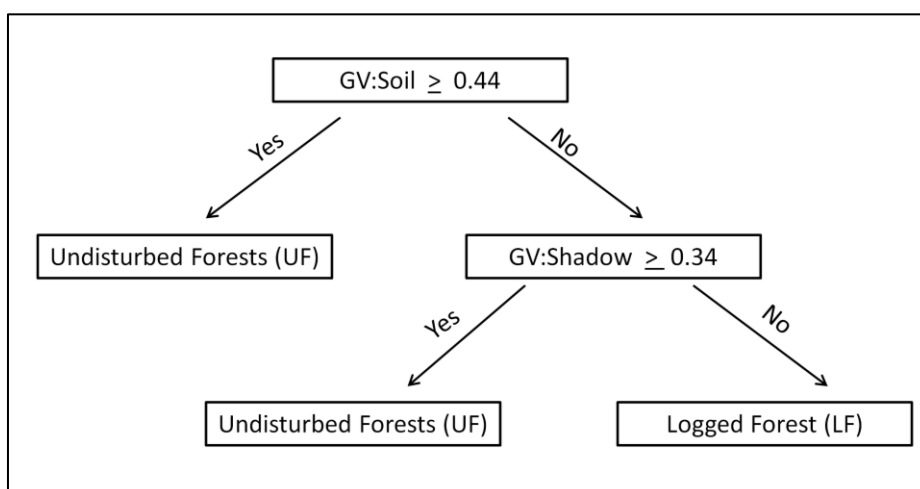 GV:Soil ≥ 0.44
Yes
No
Undisturbed Forests (UF)
GV:Shadow ≥ 0.34
Yes
No
Undisturbed Forests (UF)
Logged Forest (LF)